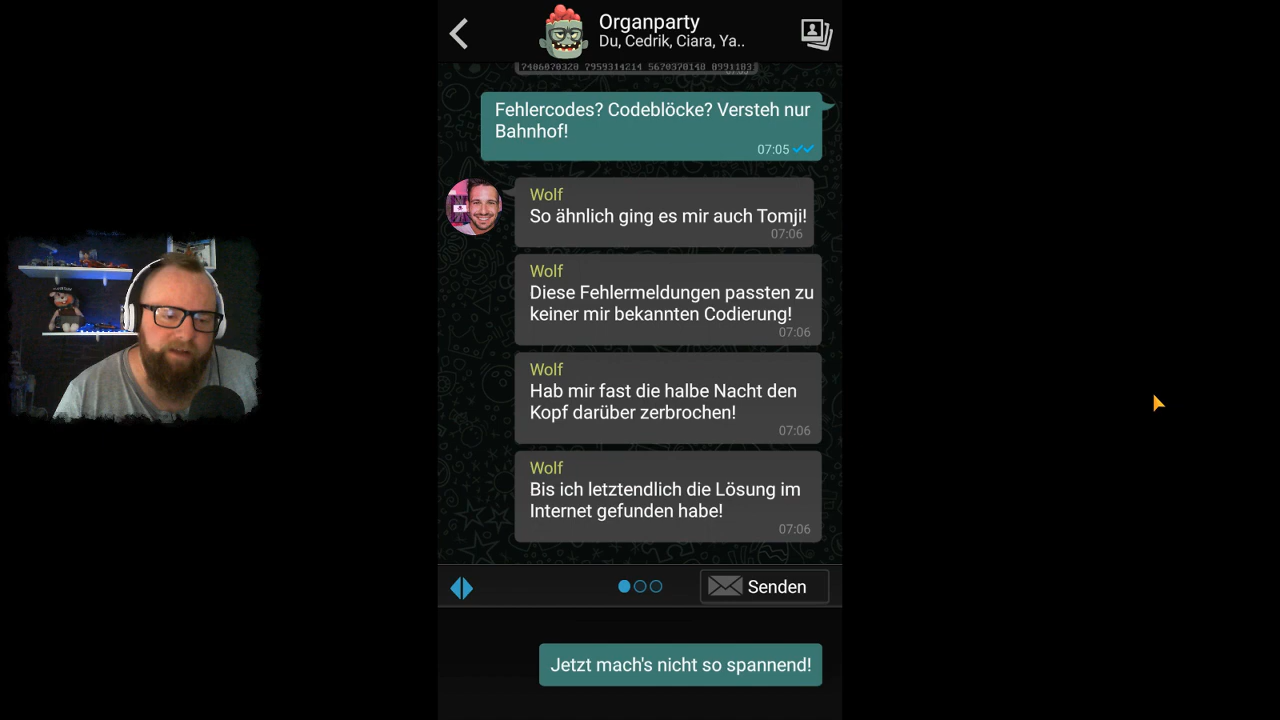 Organparty
Du, Cedrik, Ciara, Ya..
Fehlercodes? Codeblöcke? Versteh nur
Bahnhof!
07:05
Wolf
So ähnlich ging es mir auch Tomji!
07:06
Wolf
Diese Fehlermeldungen passten zu
keiner mir bekannten Codierung!
07:06
Wolf
Hab mir fast die halbe Nacht den
Kopf darüber zerbrochen!
07:06
Wolf
Bis ich letztendlich die Lösung im
Internet gefunden habe!
07:06
Senden
Jetzt mach's nicht so spannend!